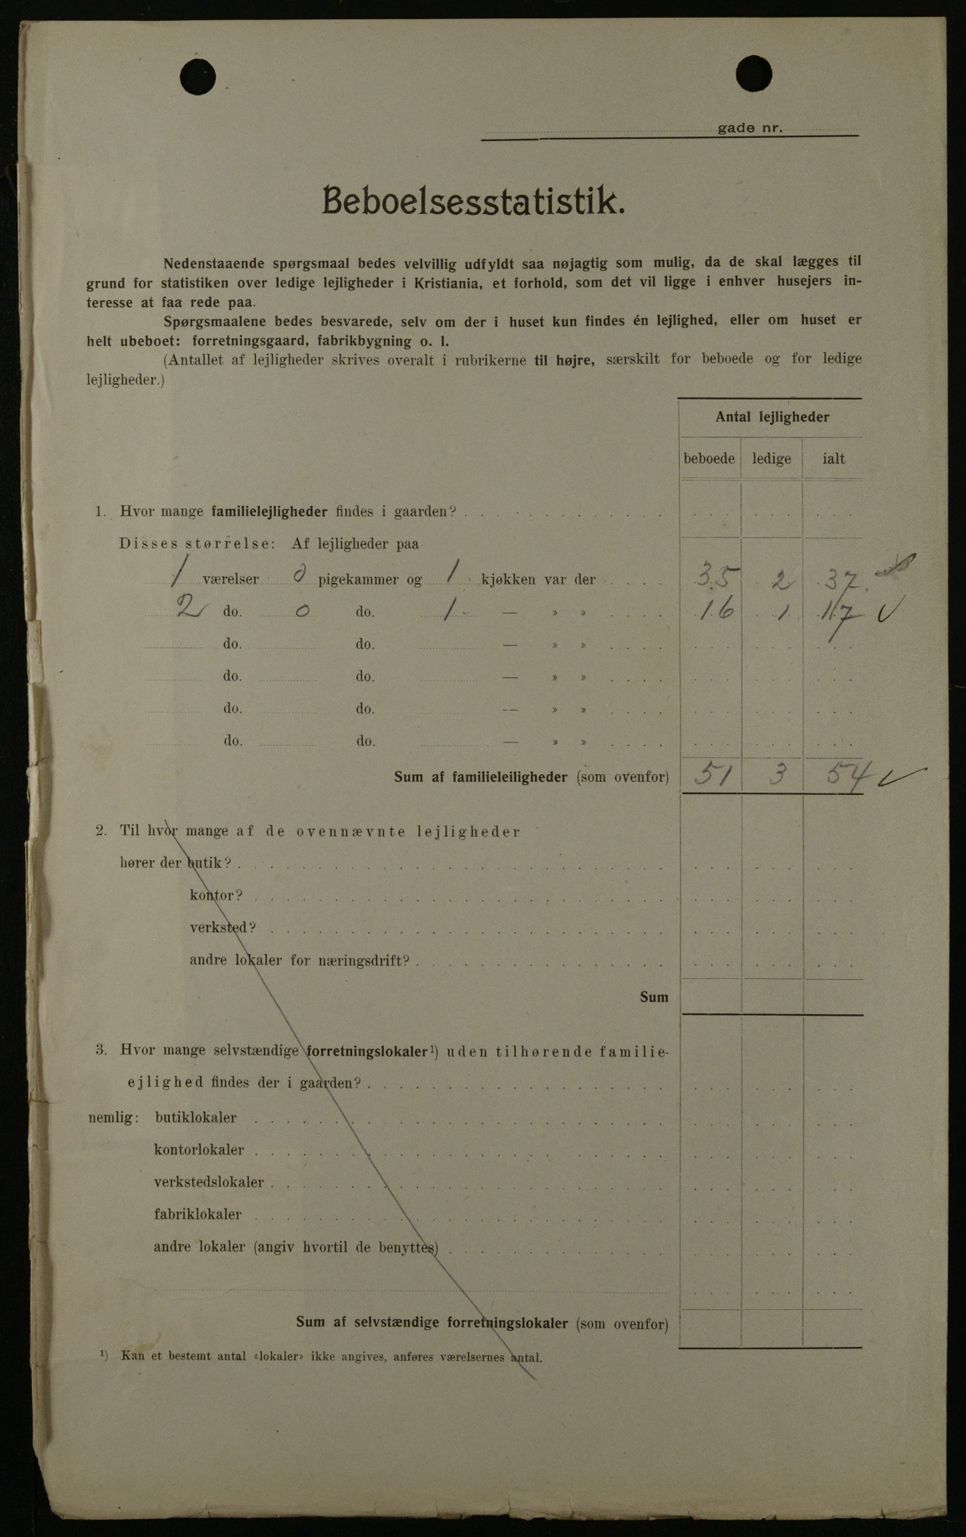 gade nr.
Beboelsesstatistik.
Nedenstaaende spørgsmaal bedes velvillig udfyldt saa nøjagtig som mulig, da de skal lægges til
grund for statistiken over ledige lejligheder i Kristiania, et forhold, som det vil ligge i enhver husejers in-
teresse at faa rede paa.
Spørgsmaalene bedes besvarede, selv om der i huset kun findes én lejlighed, eller om huset er
helt ubeboet: forretningsgaard, fabrikbygning o. l.
(Antallet af lejligheder skrives overalt i rubrikerne til højre, særskilt for beboede og for ledige
lejligheder.)
Antal lejligheder
beboede ledige ialt
1. Hvor mange familielejligheder findes i gaarden?
Disses størrelse: Af lejligheder paa
1 værelser 0 pigekammer og 1 kjøkken var der 35 2 37
2 do. 0 do. 1 — » » 16 1 17 ✓
do. do. — » »
do. do. — » »
do. do. — » »
do. do. — » »
Sum af familieleiligheder (som ovenfor) 51 3 54 ✓
2. Til hvor mange af de ovennævnte lejligheder
hører der butik?
kontor?
verksted?
andre lokaler for næringsdrift?
Sum
3. Hvor mange selvstændige forretningslokaler¹) uden tilhørende familie-
ejlighed findes der i gaarden?
nemlig: butiklokaler
kontorlokaler
verkstedslokaler
fabriklokaler
andre lokaler (angiv hvortil de benyttes)
Sum af selvstændige forretningslokaler (som ovenfor)
¹) Kan et bestemt antal «lokaler» ikke angives, anføres værelsernes antal.